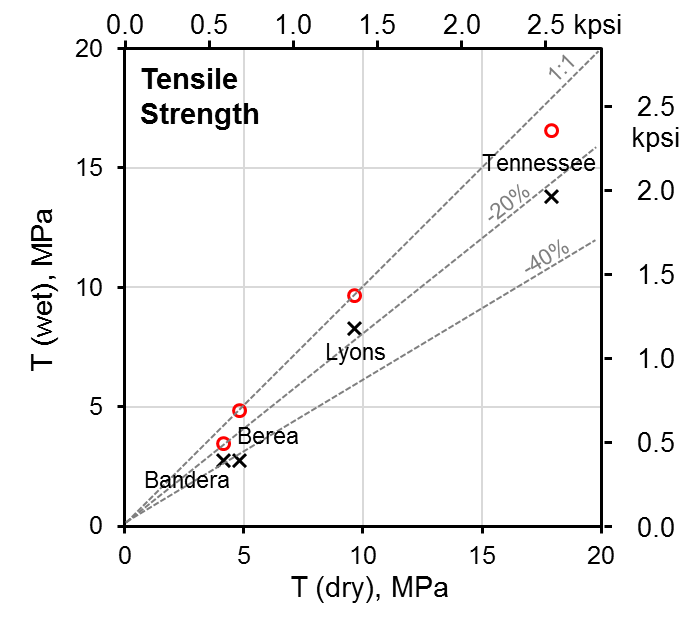 0.0 0.5 1.0 1.5 2.0 2.5 kpsi
20
Tensile
Strength
1:1
2.5
kpsi
Tennessee
15
2.0
-20%
-40%
T (wet), MPa
1.5
10
Lyons
1.0
5
Berea
0.5
Bandera
0
0.0
0 5 10 15 20
T (dry), MPa